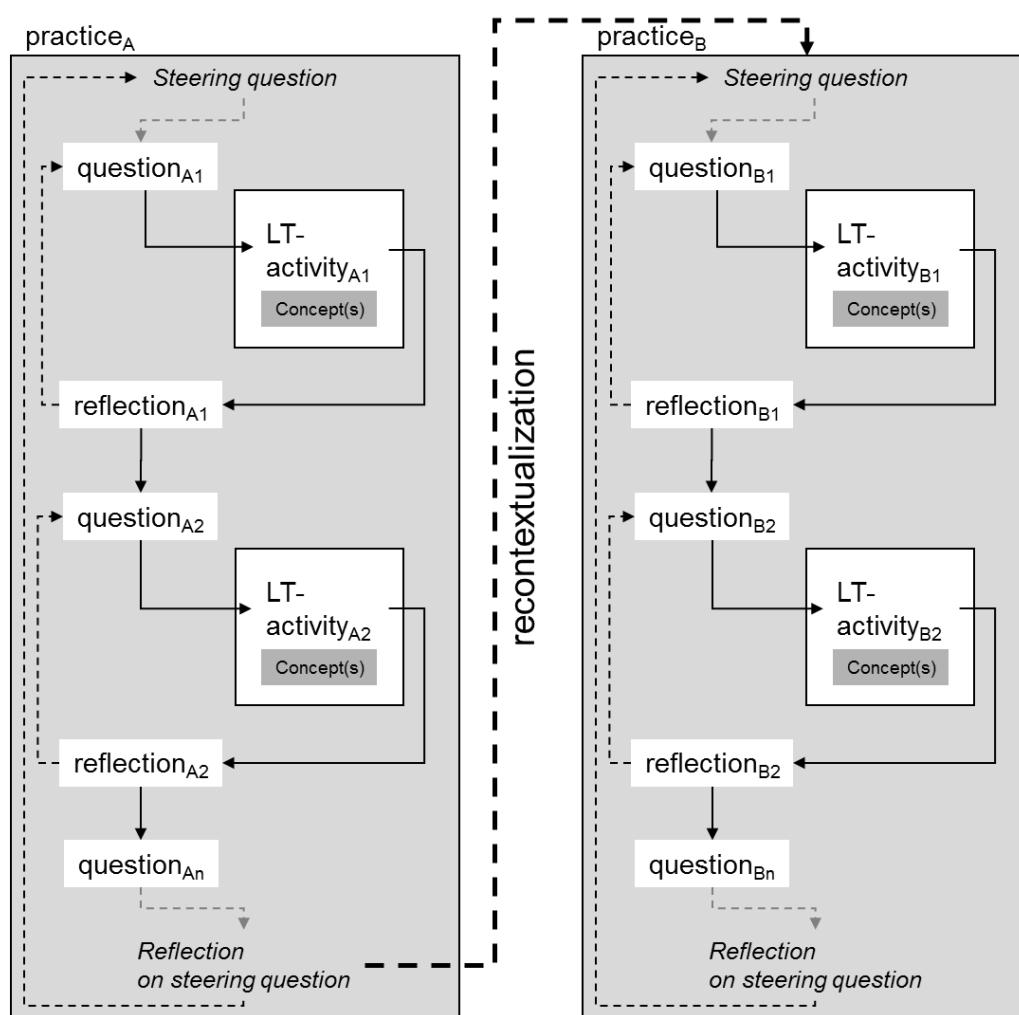 practiceA
Steering question
questionA1
LT-
activityA1
Concept(s)
reflectionA1
questionA2
LT-
activityA2
Concept(s)
reflectionA2
questionAn
Reflection
on steering question
recontextualization
practiceB
Steering question
questionB1
LT-
activityB1
Concept(s)
reflectionB1
questionB2
LT-
activityB2
Concept(s)
reflectionB2
questionBn
Reflection
on steering question